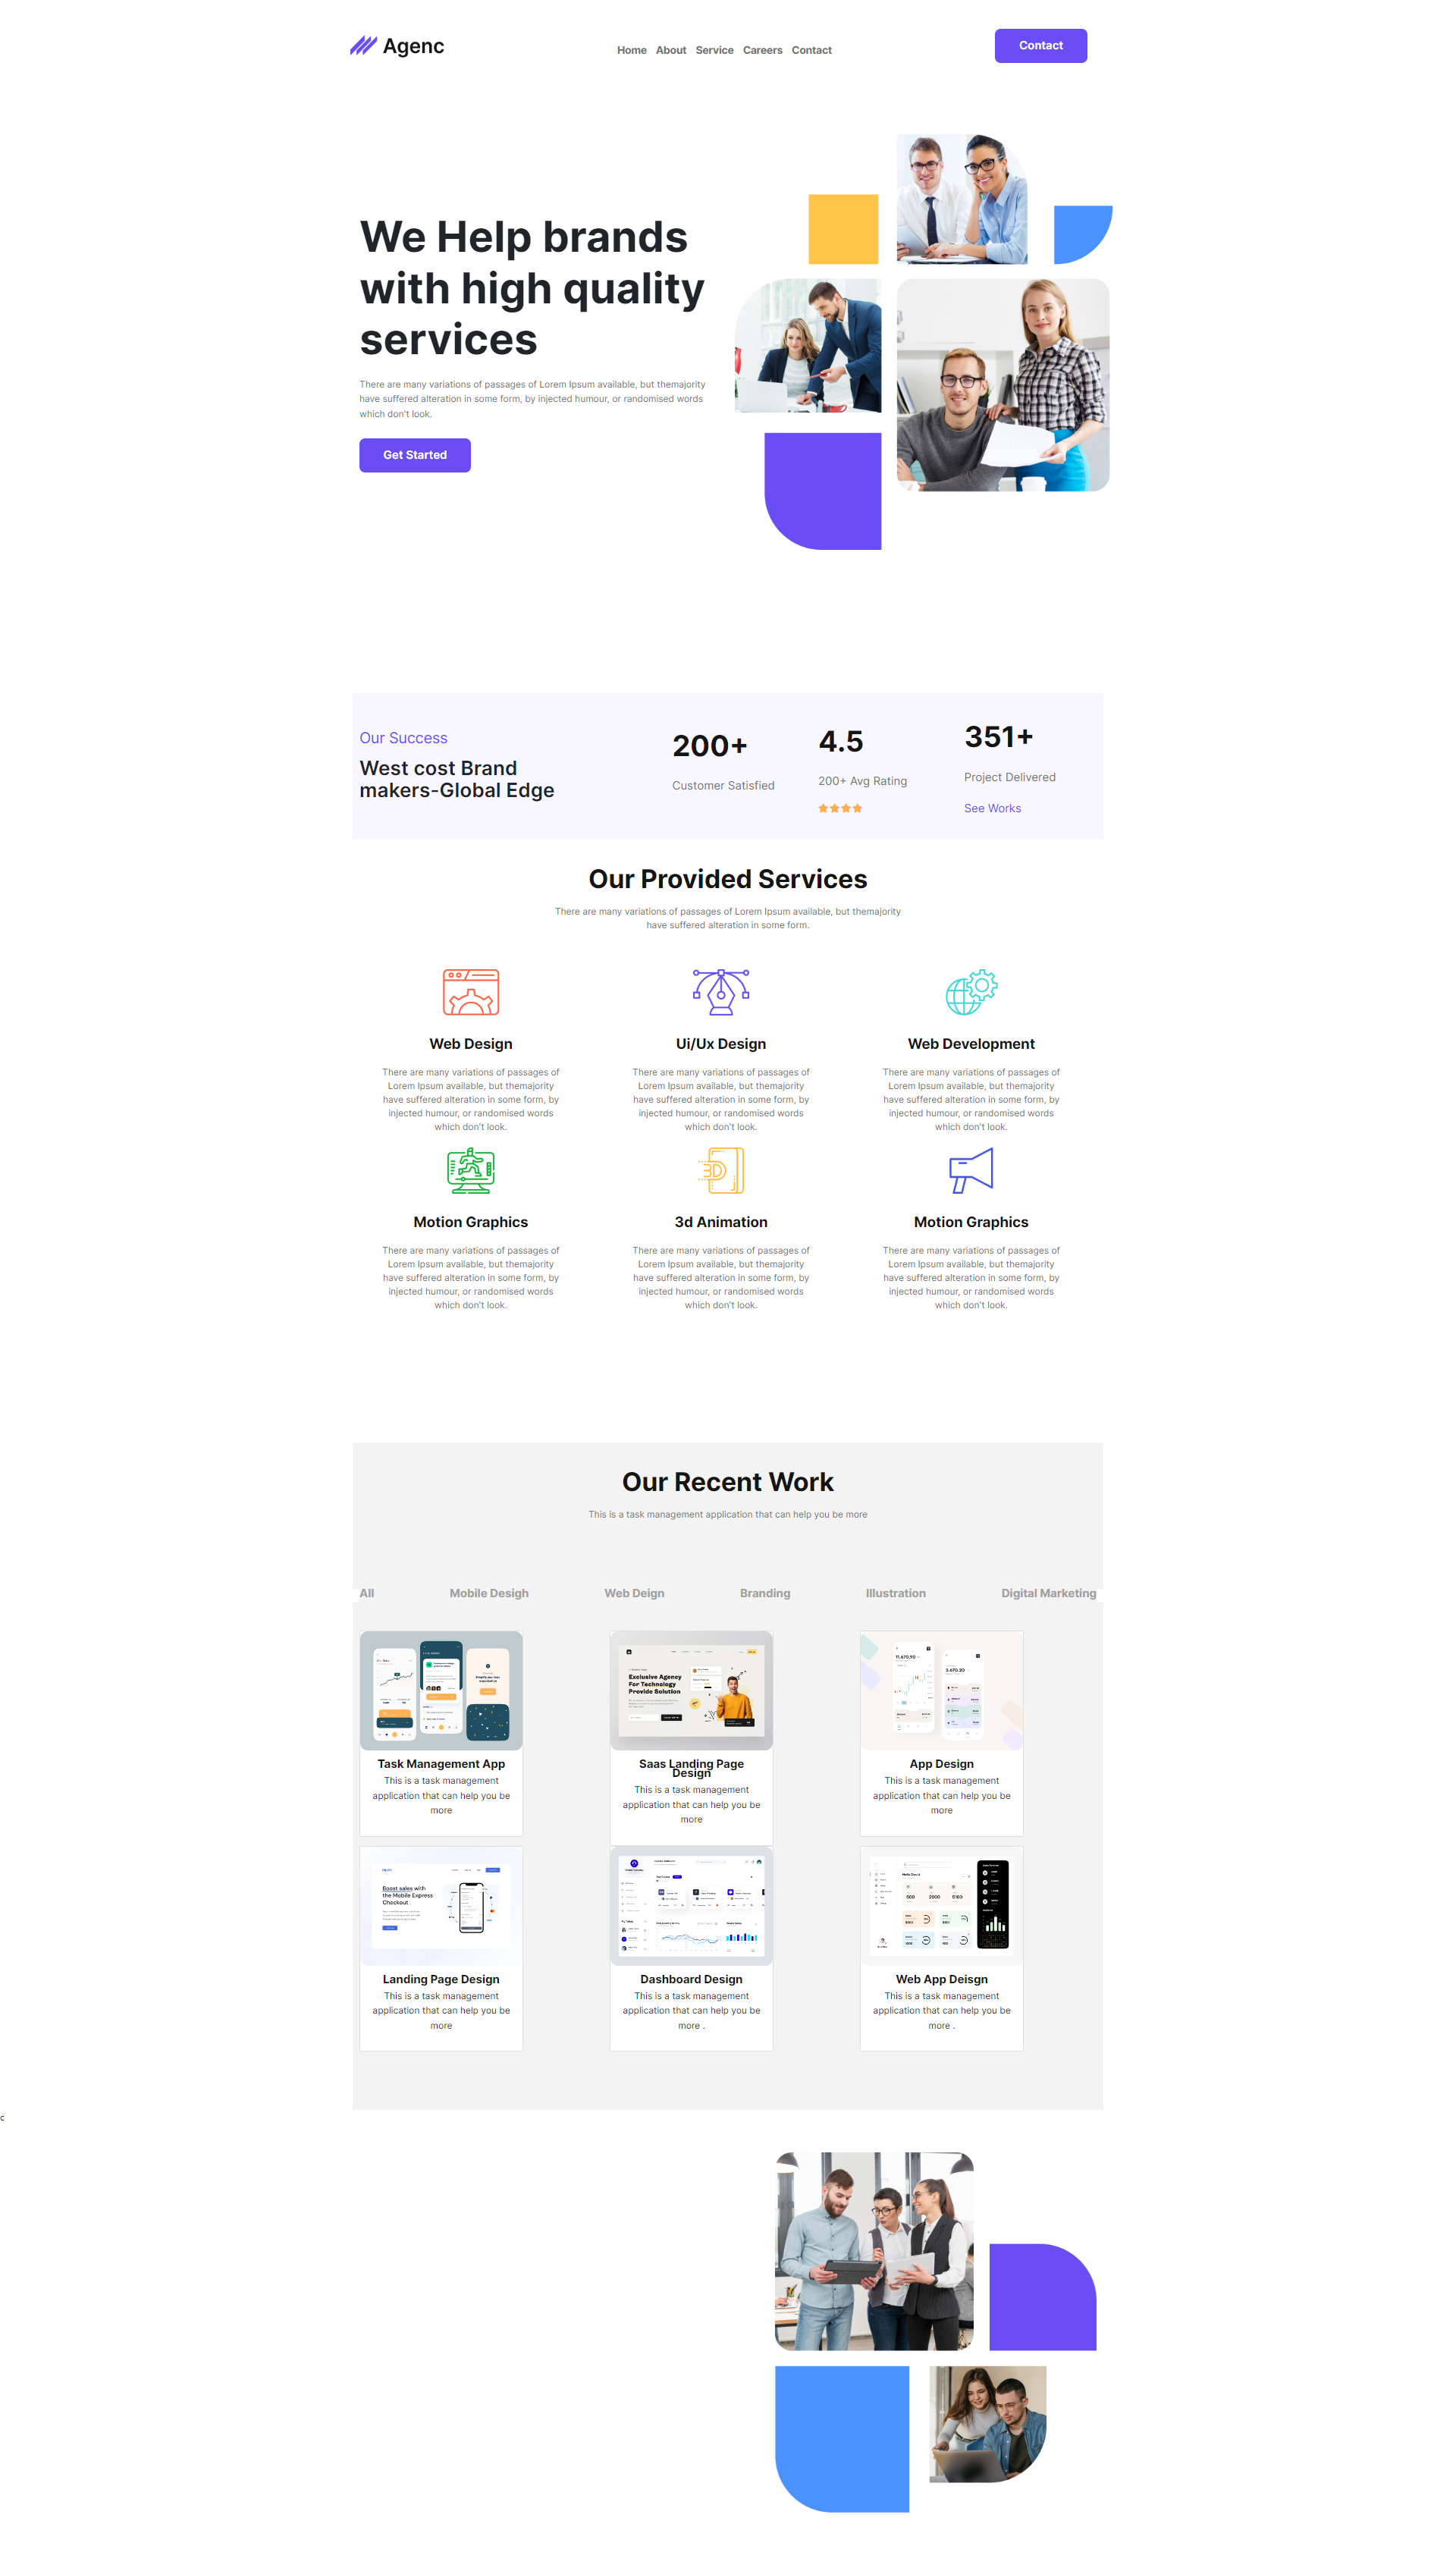 Agenc
Home About Service Careers Contact
Contact
We Help brands
with high quality
services
There are many variations of passages of Lorem Ipsum available, but themajority
have suffered alteration in some form, by injected humour, or randomised words
which don't look.
Get Started
Our Success
West cost Brand
makers-Global Edge
200+
Customer Satisfied
4.5
200+ Avg Rating
351+
Project Delivered
See Works
Our Provided Services
There are many variations of passages of Lorem Ipsum available, but themajority
have suffered alteration in some form.
Web Design
There are many variations of passages of
Lorem Ipsum available, but themajority
have suffered alteration in some form, by
injected humour, or randomised words
which don't look.
Ui/Ux Design
There are many variations of passages of
Lorem Ipsum available, but themajority
have suffered alteration in some form, by
injected humour, or randomised words
which don't look.
Web Development
There are many variations of passages of
Lorem Ipsum available, but themajority
have suffered alteration in some form, by
injected humour, or randomised words
which don't look.
Motion Graphics
There are many variations of passages of
Lorem Ipsum available, but themajority
have suffered alteration in some form, by
injected humour, or randomised words
which don't look.
3D
3d Animation
There are many variations of passages of
Lorem Ipsum available, but themajority
have suffered alteration in some form, by
injected humour, or randomised words
which don't look.
Motion Graphics
There are many variations of passages of
Lorem Ipsum available, but themajority
have suffered alteration in some form, by
injected humour, or randomised words
which don't look.
Our Recent Work
This is a task management application that can help you be more
All Mobile Desigh Web Deign Branding Illustration Digital Marketing
Task Management App
This is a task management
application that can help you be
more
Exclusive Agency
For Technology
Provide Solution
Saas Landing Page
Design
This is a task management
application that can help you be
more
App Design
This is a task management
application that can help you be
more
Boost sales with
the Mobile Express
Checkout
Landing Page Design
This is a task management
application that can help you be
more
Dashboard Design
This is a task management
application that can help you be
more .
Web App Deisgn
This is a task management
application that can help you be
more .
c